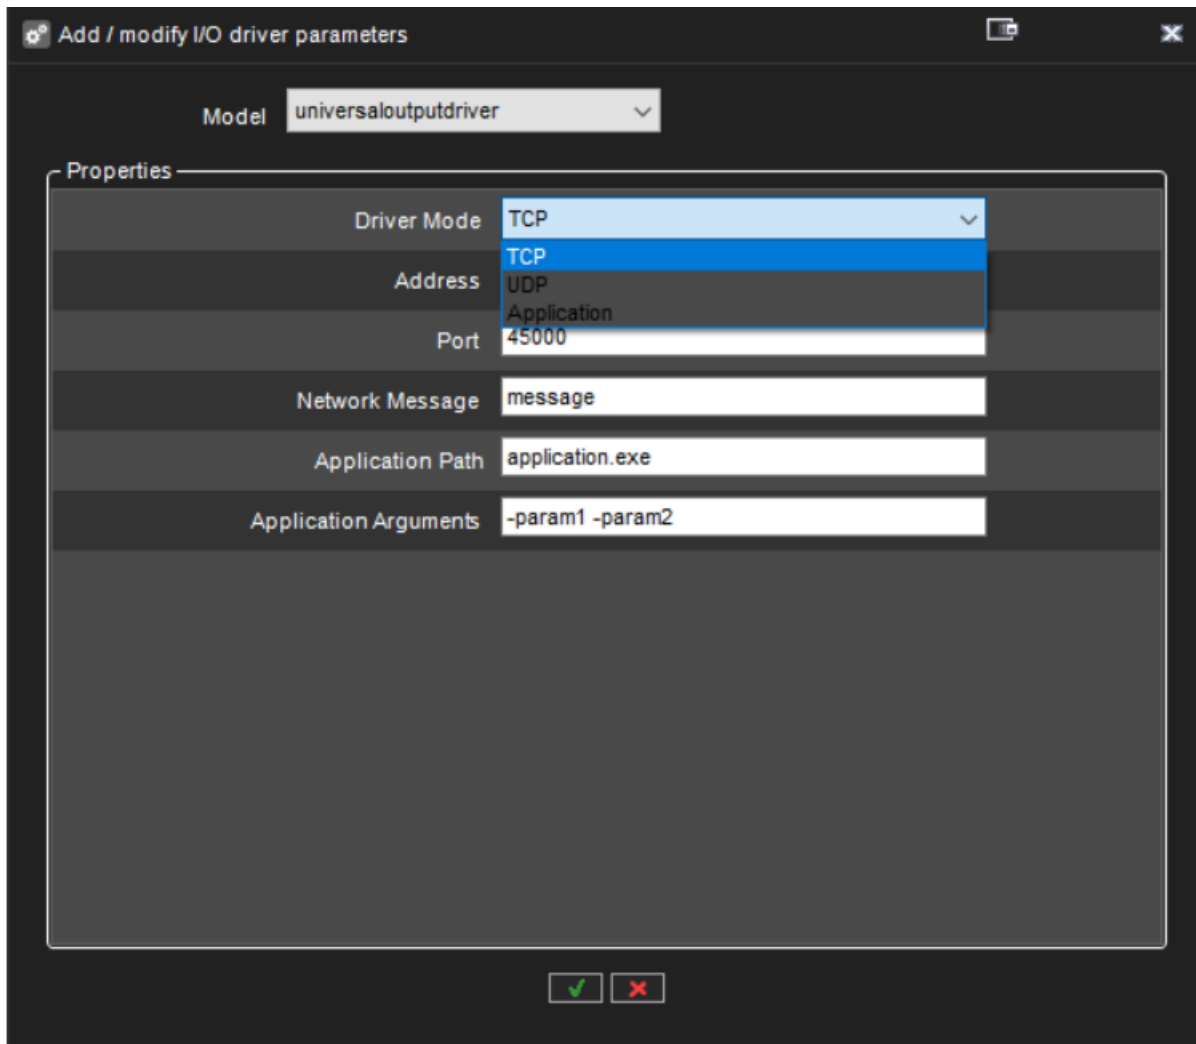 Add / modify I/O driver parameters
Model universaloutputdriver
Properties
Driver Mode TCP
TCP
Address
UDP
Application
Port 45000
Network Message message
Application Path application.exe
Application Arguments -param1 -param2